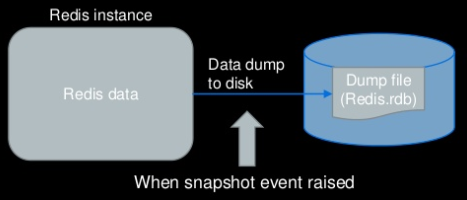 Redis instance
Redis data
Data dump
to disk
Dump file
(Redis.rdb)
When snapshot event raised